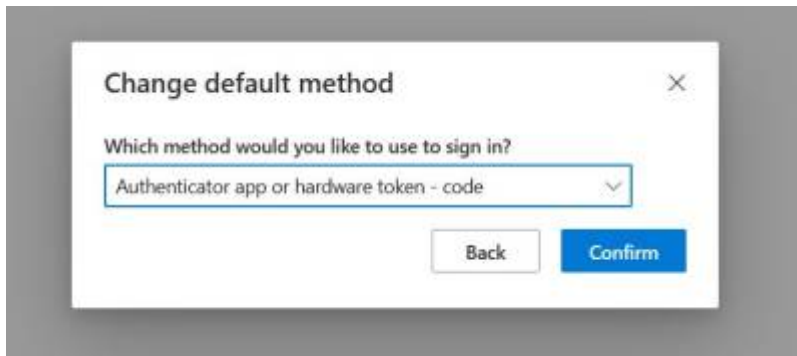 Change default method
Which method would you like to use to sign in?
Authenticator app or hardware token - code
Back
Confirm